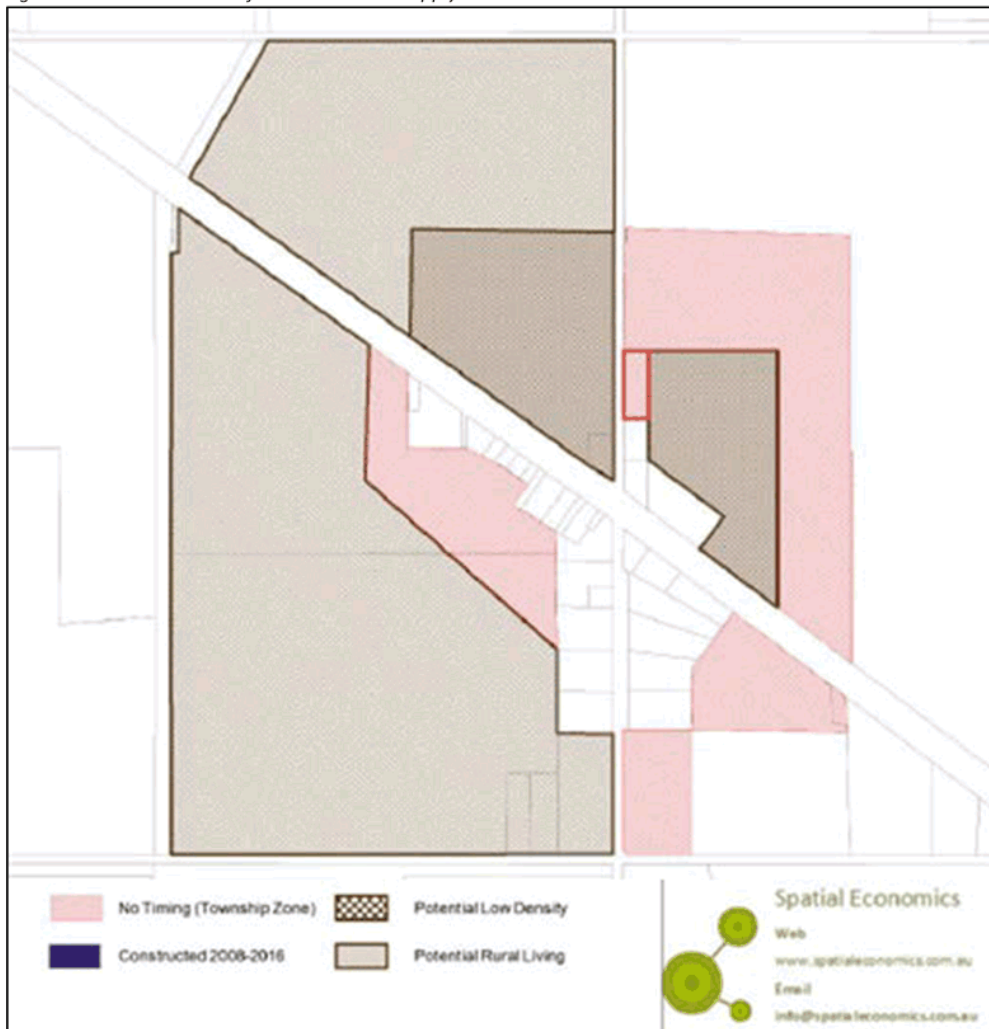 No Timing (Township Zone)
Constructed 2008-2016
Potential Low Density
Potential Rural Living
Spatial Economics
Web
www.spatialeconomics.com.au
Email
info@spatialeconomics.com.au